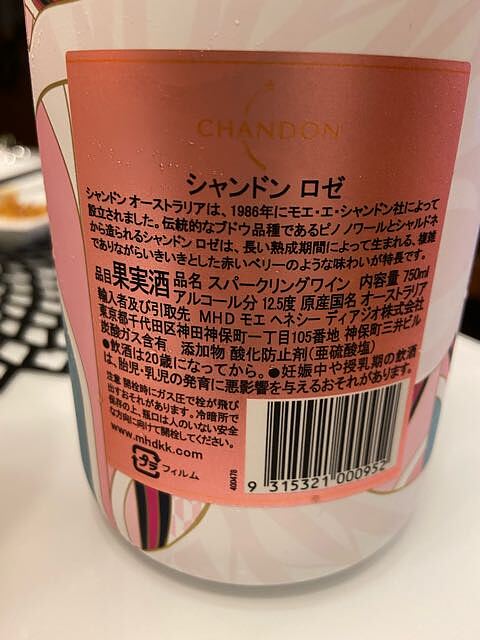 CHANDON
シャンドン ロゼ
シャンドン オーストラリアは、1986年にモエ・エ・シャンドン社によって
設立されました。伝統的なブドウ品種であるピノ ノワールとシャルドネ
から造られるシャンドン ロゼは、長い熟成期間によって生まれる、複雑
でありながらいきいきとした赤いベリーのような味わいが特長です。
品目 果実酒 品名 スパークリングワイン 内容量 750ml
アルコール分 12.5度 原産国名 オーストラリア
輸入者及び引取先 MHD モエ ヘネシー ディアジオ株式会社
東京都千代田区神田神保町一丁目105番地 神保町三井ビル
炭酸ガス含有 添加物 酸化防止剤(亜硫酸塩)
●飲酒は20歳になってから。●妊娠中や授乳期の飲酒
は、胎児・乳児の発育に悪影響を与えるおそれがあります。
注意 開栓時にガス圧で栓が飛び
出すおそれがあります。冷暗所で
保存の上、瓶口は人のいない安全
な方向に向けて開栓してください。
www.mhdkk.com
プラ フィルム
400478
9 315321 000952